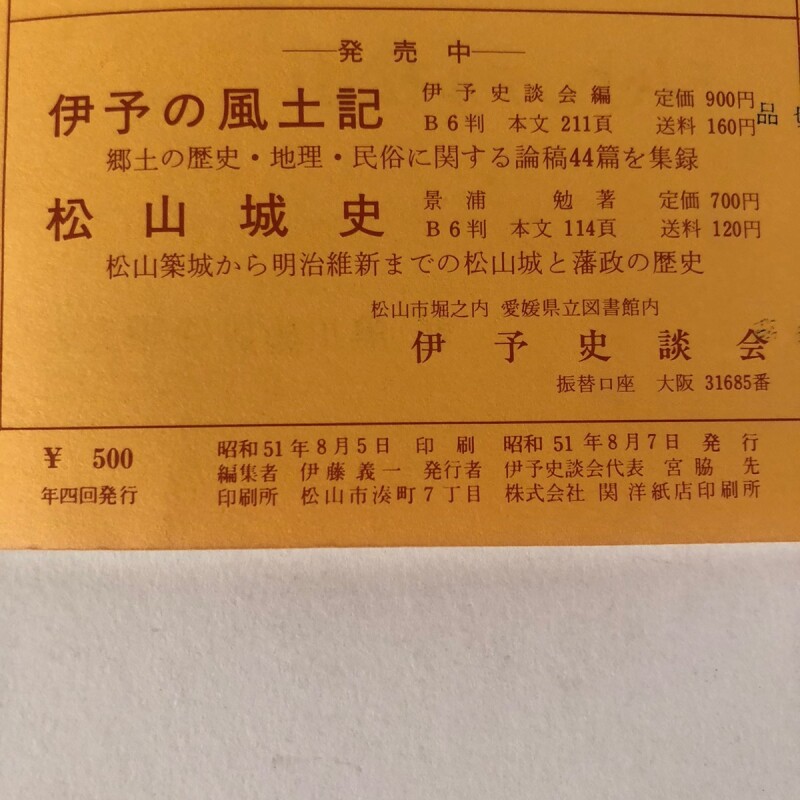 ――発売中――
伊予の風土記 伊予史談会編 定価 900円
B6判 本文 211頁 送料 160円 品
郷土の歴史・地理・民俗に関する論稿44篇を集録
松山城史 景浦 勉著 定価 700円
B6判 本文 114頁 送料 120円
松山築城から明治維新までの松山城と藩政の歴史
松山市堀之内 愛媛県立図書館内
伊予史談会
振替口座 大阪 31685番
¥ 500 昭和51年8月5日 印刷 昭和51年8月7日 発行
編集者 伊藤義一 発行者 伊予史談会代表 宮脇 先
年四回発行 印刷所 松山市湊町7丁目 株式会社 関洋紙店印刷所